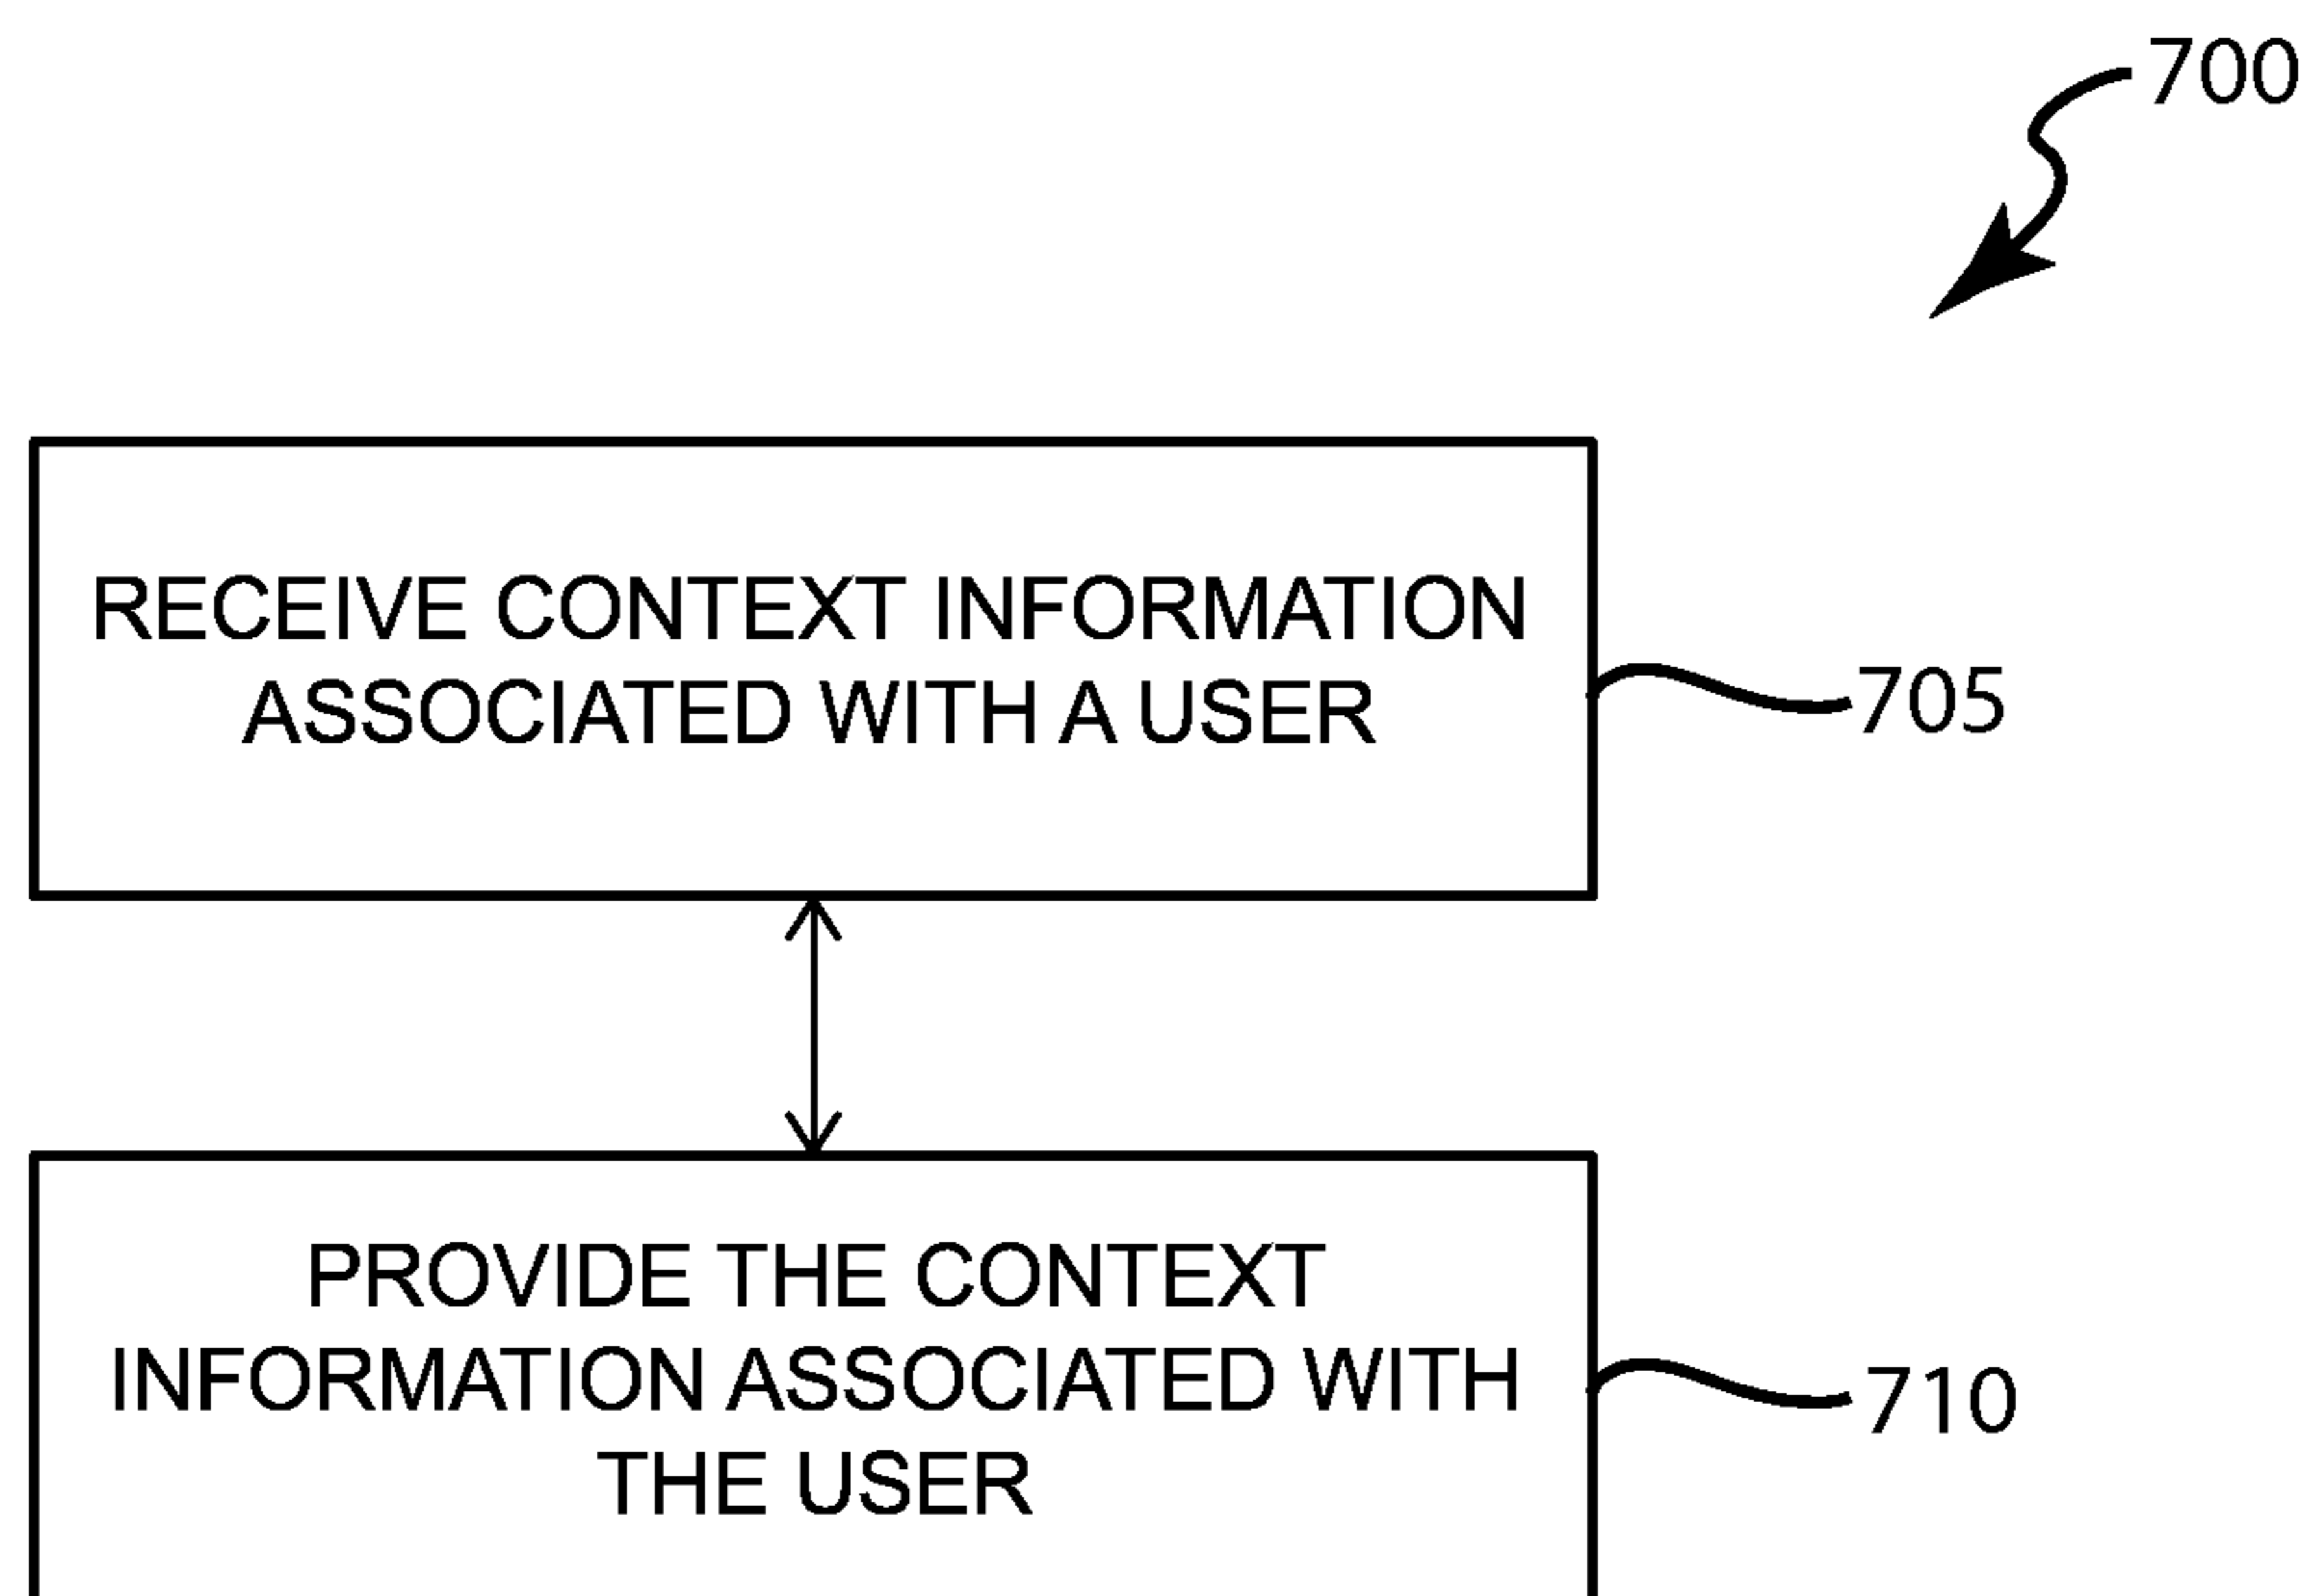 700
RECEIVE CONTEXT INFORMATION
ASSOCIATED WITH A USER
705
PROVIDE THE CONTEXT
INFORMATION ASSOCIATED WITH
THE USER
710